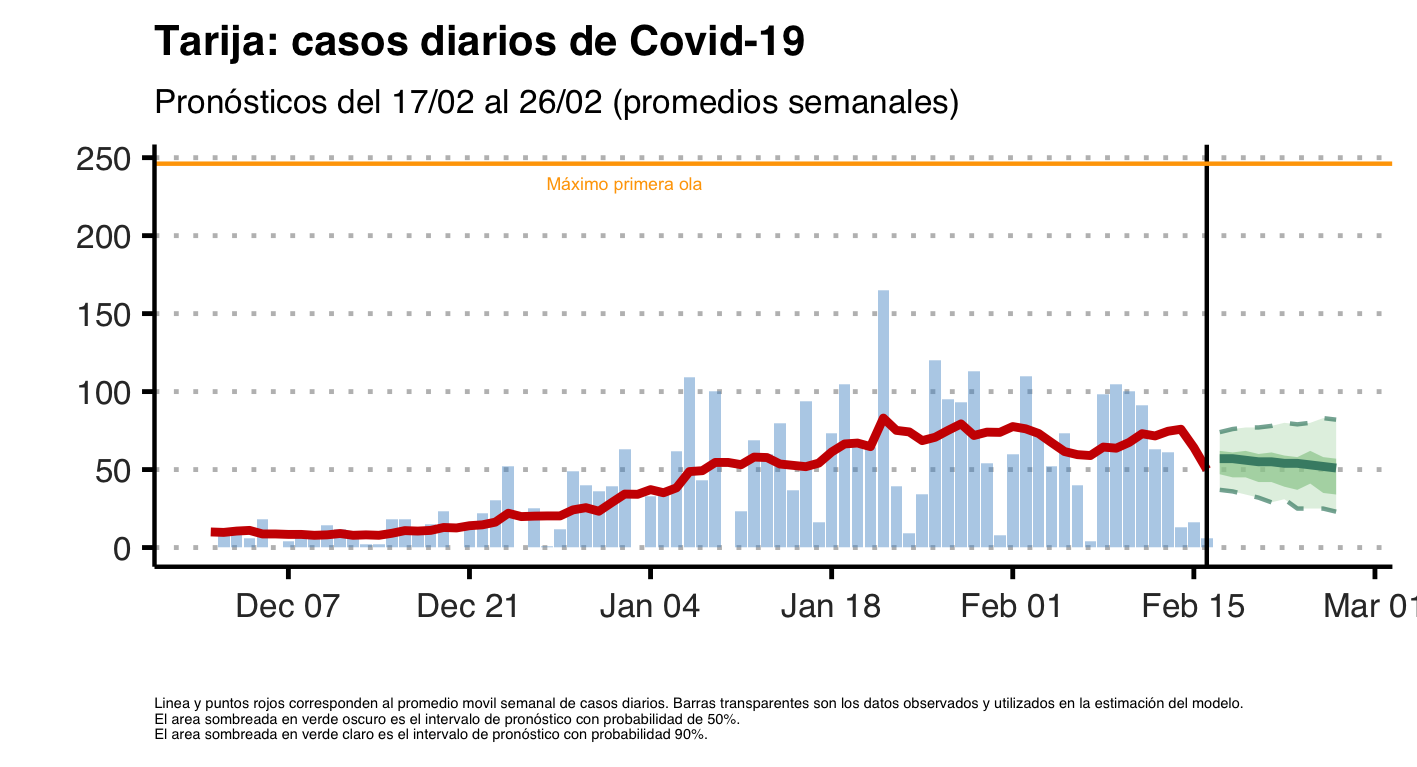 Tarija: casos diarios de Covid-19
Pronósticos del 17/02 al 26/02 (promedios semanales)
250
Máximo primera ola
200
150
100
50
0
Dec 07 Dec 21 Jan 04 Jan 18 Feb 01 Feb 15 Mar 01
Linea y puntos rojos corresponden al promedio movil semanal de casos diarios. Barras transparentes son los datos observados y utilizados en la estimación del modelo.
El area sombreada en verde oscuro es el intervalo de pronóstico con probabilidad de 50%.
El area sombreada en verde claro es el intervalo de pronóstico con probabilidad 90%.